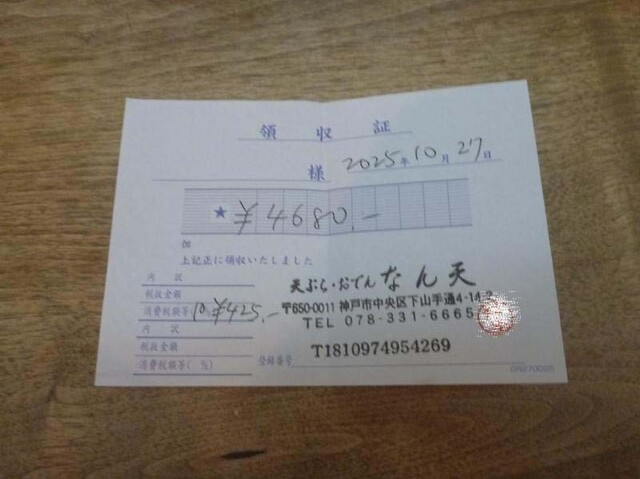 領収証
様 2025年10月27日
★ ¥4680.-
但
上記正に領収いたしました
内訳
税抜金額
消費税額等(10 ¥425.-
内訳
税抜金額
消費税額等( %)
天ぷら・おでん なん天
〒650-0011 神戸市中央区下山手通4-14-2
TEL 078-331-6665
登録番号 T1810974954269